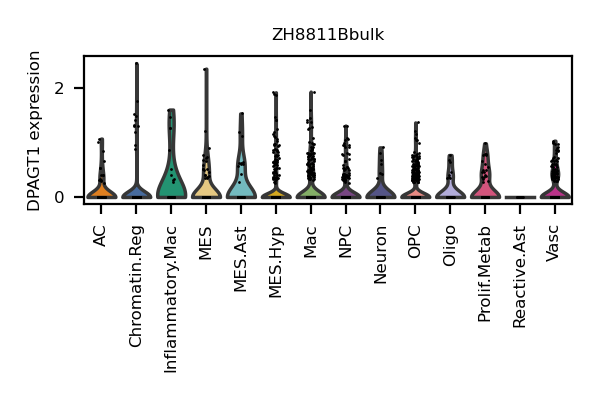 ZH8811Bbulk
DPAGT1 expression
2
0
AC
Chromatin.Reg
Inflammatory.Mac
MES
MES.Ast
MES.Hyp
Mac
NPC
Neuron
OPC
Oligo
Prolif.Metab
Reactive.Ast
Vasc